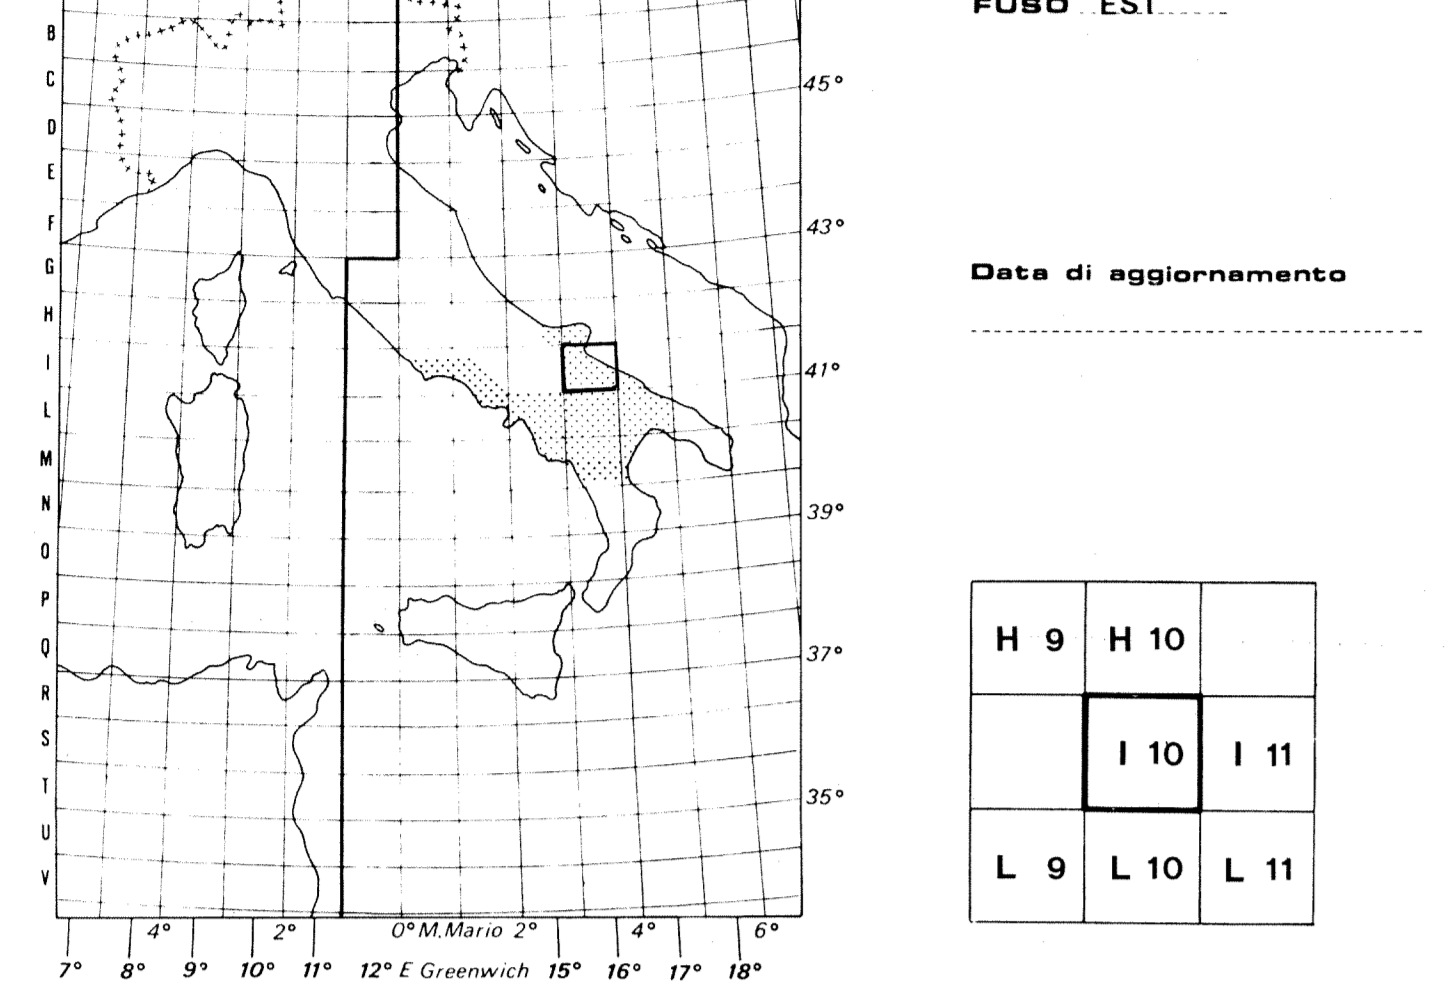 FUSO EST
B
C
D
E
F
G
H
I
L
M
N
O
P
Q
R
S
T
U
V
45°
43°
41°
39°
37°
35°
4° 2° 0° M.Mario 2° 4° 6°
7° 8° 9° 10° 11° 12° E Greenwich 15° 16° 17° 18°
Data di aggiornamento
H 9 H 10
I 10 I 11
L 9 L 10 L 11